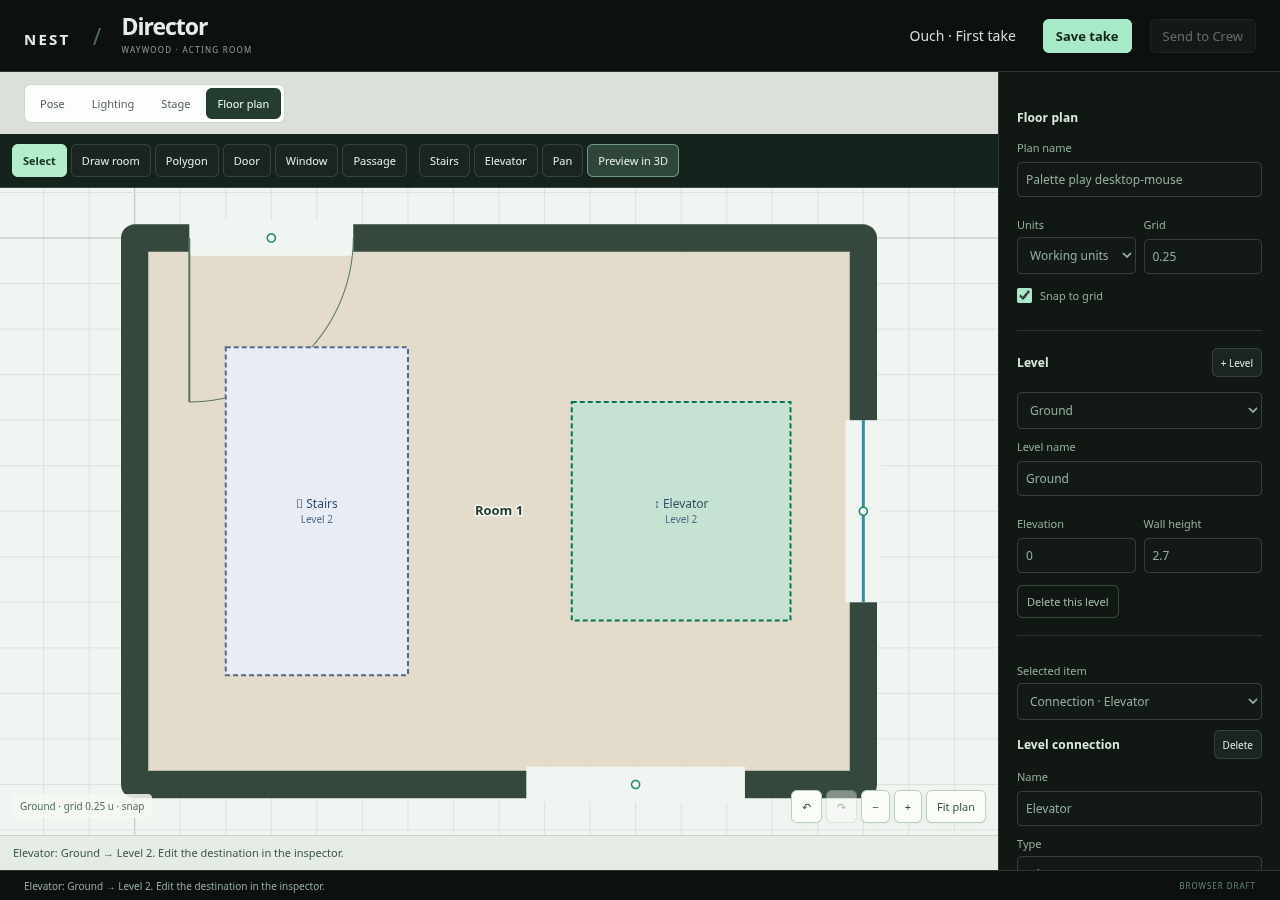 NEST / Director
WAYWOOD · ACTING ROOM
Ouch · First take
Save take
Send to Crew
Pose
Lighting
Stage
Floor plan
Select
Draw room
Polygon
Door
Window
Passage
Stairs
Elevator
Pan
Preview in 3D
Stairs
Level 2
Room 1
↕ Elevator
Level 2
Ground · grid 0.25 u · snap
↶
↷
−
+
Fit plan
Elevator: Ground → Level 2. Edit the destination in the inspector.
Floor plan
Plan name
Palette play desktop-mouse
Units
Grid
Working units
0.25
Snap to grid
Level
+ Level
Ground
Level name
Ground
Elevation
Wall height
0
2.7
Delete this level
Selected item
Connection · Elevator
Level connection
Delete
Name
Elevator
Type
Elevator: Ground → Level 2. Edit the destination in the inspector.
BROWSER DRAFT